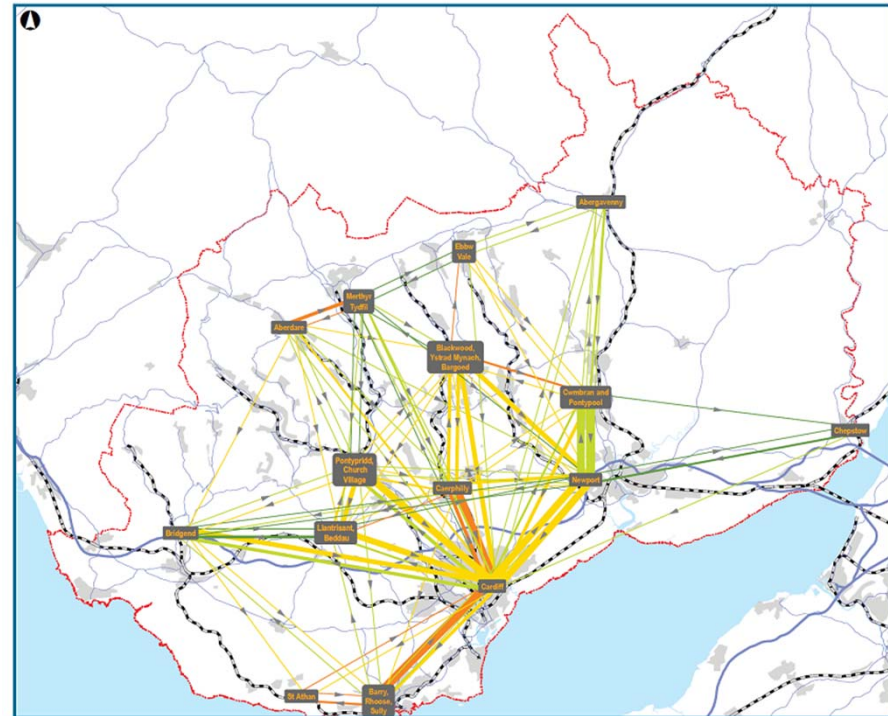 Abergavenny
Ebbw
Vale
Merthyr
Tydfil
Aberdare
Blackwood,
Ystrad Mynach,
Bargoed
Cwmbran and
Pontypool
Chepstow
Pontypridd,
Church
Village
Caerphilly
Newport
Bridgend
Llantrisant,
Beddau
Cardiff
St Athan
Barry,
Rhoose,
Sully